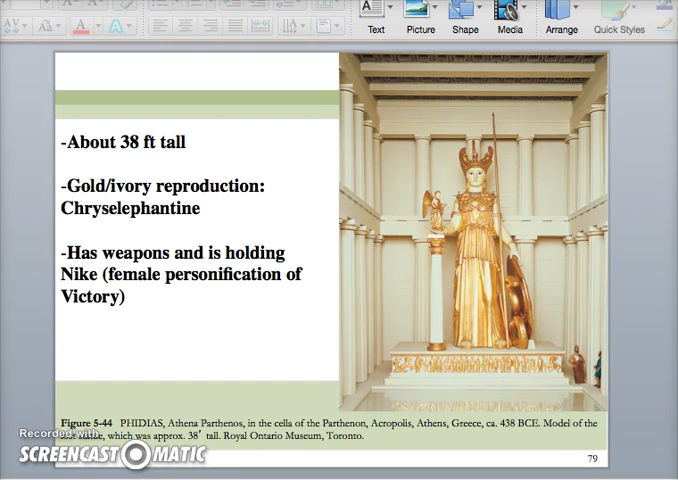 Text Picture Shape Media Arrange Quick Styles
-About 38 ft tall
-Gold/ivory reproduction:
Chryselephantine
-Has weapons and is holding
Nike (female personification of
Victory)
Figure 5-44 PHIDIAS, Athena Parthenos, in the cella of the Parthenon, Acropolis, Athens, Greece, ca. 438 BCE. Model of the
which was approx. 38' tall. Royal Ontario Museum, Toronto.
Recorded with
SCREENCAST MATIC
79